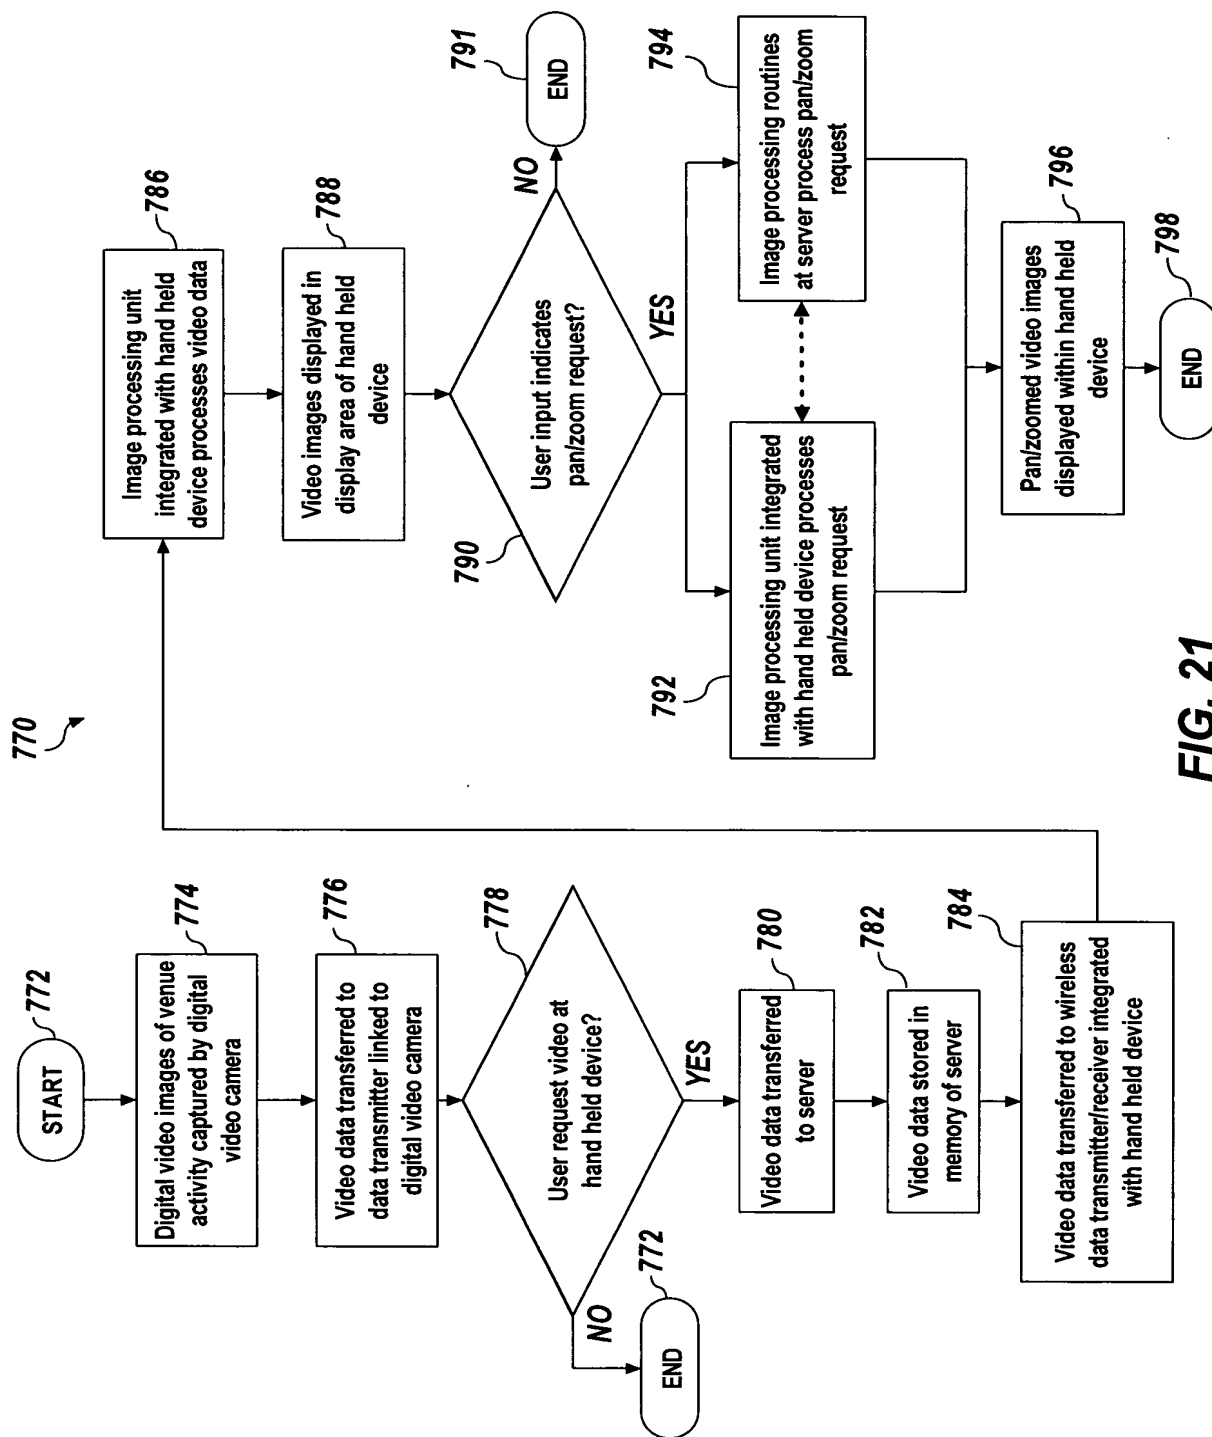 770
772
START
774
Digital video images of venue
activity captured by digital
video camera
776
Video data transferred to
data transmitter linked to
digital video camera
778
User request video at
hand held device?
NO
772
END
YES
780
Video data transferred
to server
782
Video data stored in
memory of server
784
Video data transferred to wireless
data transmitter/receiver integrated
with hand held device
786
Image processing unit
integrated with hand held
device processes video data
788
Video images displayed in
display area of hand held
device
790
User input indicates
pan/zoom request?
NO
791
END
YES
792
Image processing unit integrated
with hand held device processes
pan/zoom request
794
Image processing routines
at server process pan/zoom
request
796
Pan/zoomed video images
displayed within hand held
device
798
END
FIG. 21